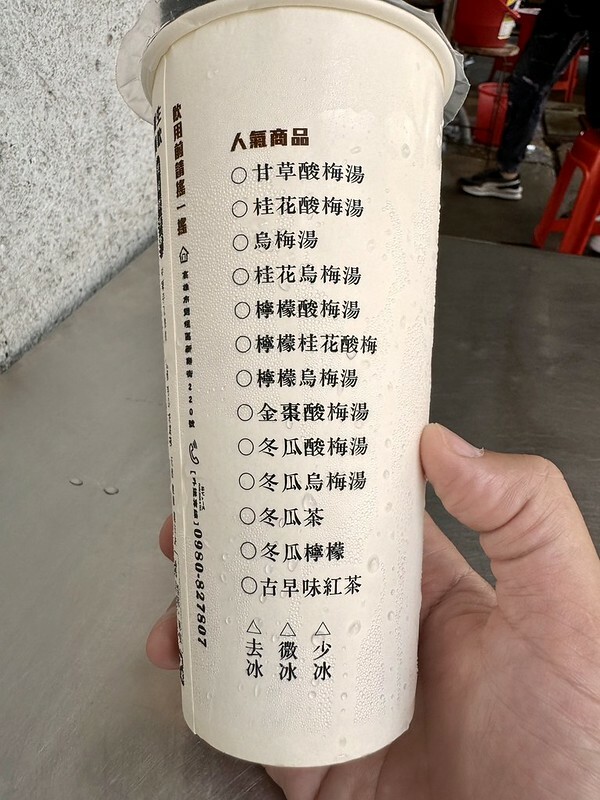 人氣商品
○甘草酸梅湯
○桂花酸梅湯
○烏梅湯
○桂花烏梅湯
○檸檬酸梅湯
○檸檬桂花酸梅
○檸檬烏梅湯
○金棗酸梅湯
○冬瓜酸梅湯
○冬瓜烏梅湯
○冬瓜茶
○冬瓜檸檬
○古早味紅茶
△少冰
△微冰
△去冰
飲用前請搖一搖
220號
0980-827807